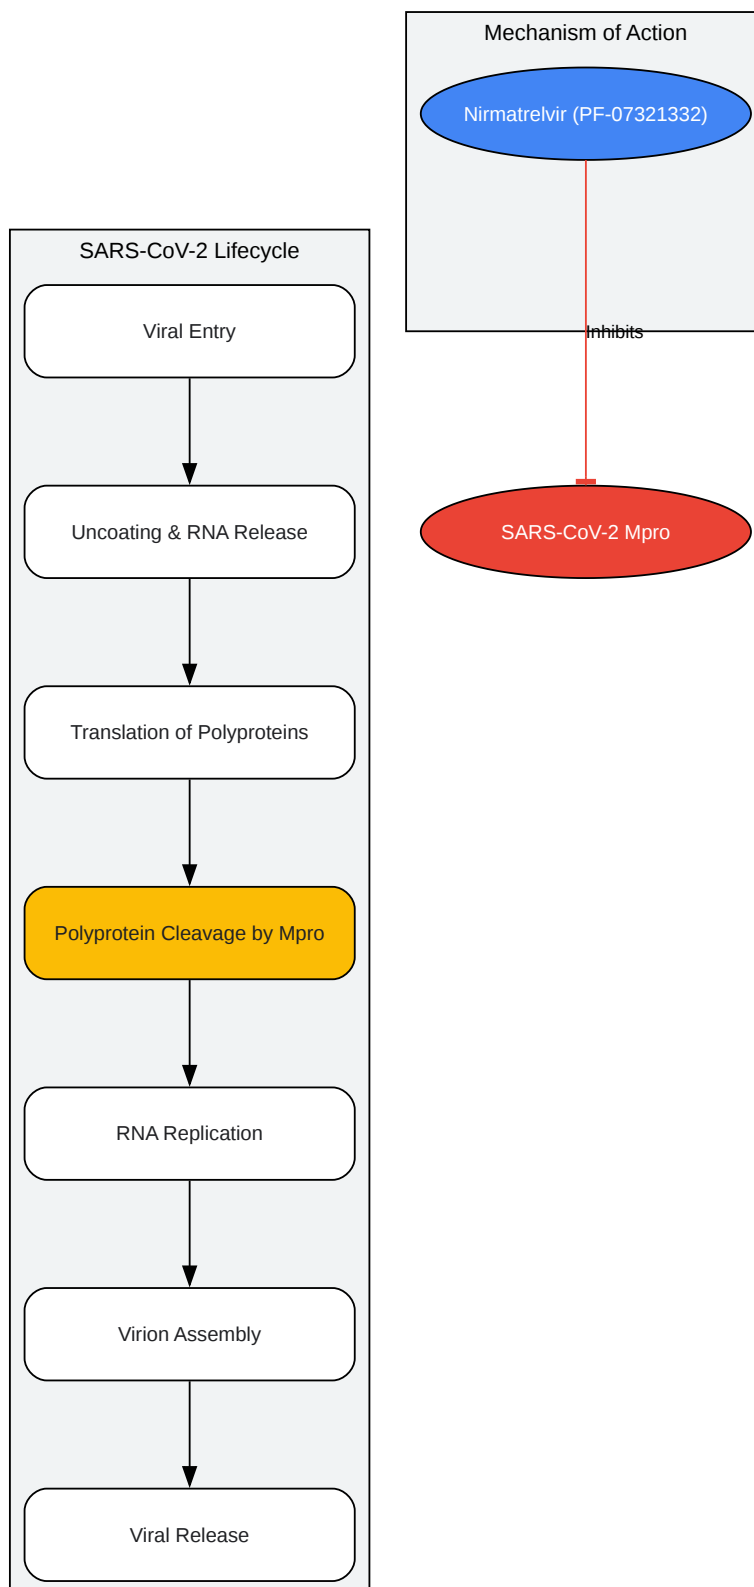 Mechanism of Action
Nirmatrelvir (PF-07321332)
Inhibits
SARS-CoV-2 Mpro
SARS-CoV-2 Lifecycle
Viral Entry
Uncoating & RNA Release
Translation of Polyproteins
Polyprotein Cleavage by Mpro
RNA Replication
Virion Assembly
Viral Release